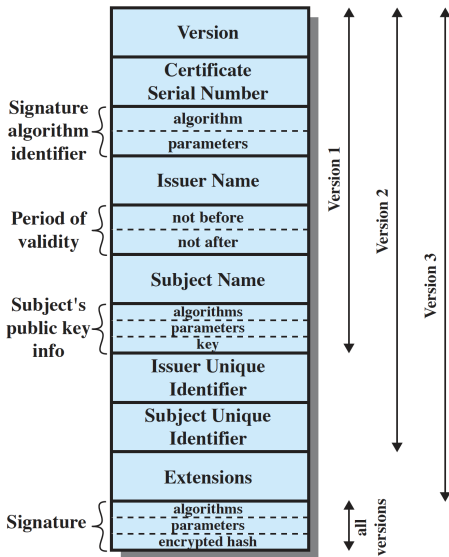 Version
Certificate
Serial Number
Signature
algorithm
identifier
algorithm
parameters
Issuer Name
Period of
validity
not before
not after
Subject Name
Subject's
public key
info
algorithms
parameters
key
Issuer Unique
Identifier
Subject Unique
Identifier
Extensions
Signature
algorithms
parameters
encrypted hash
Version 1
Version 2
Version 3
all
versions